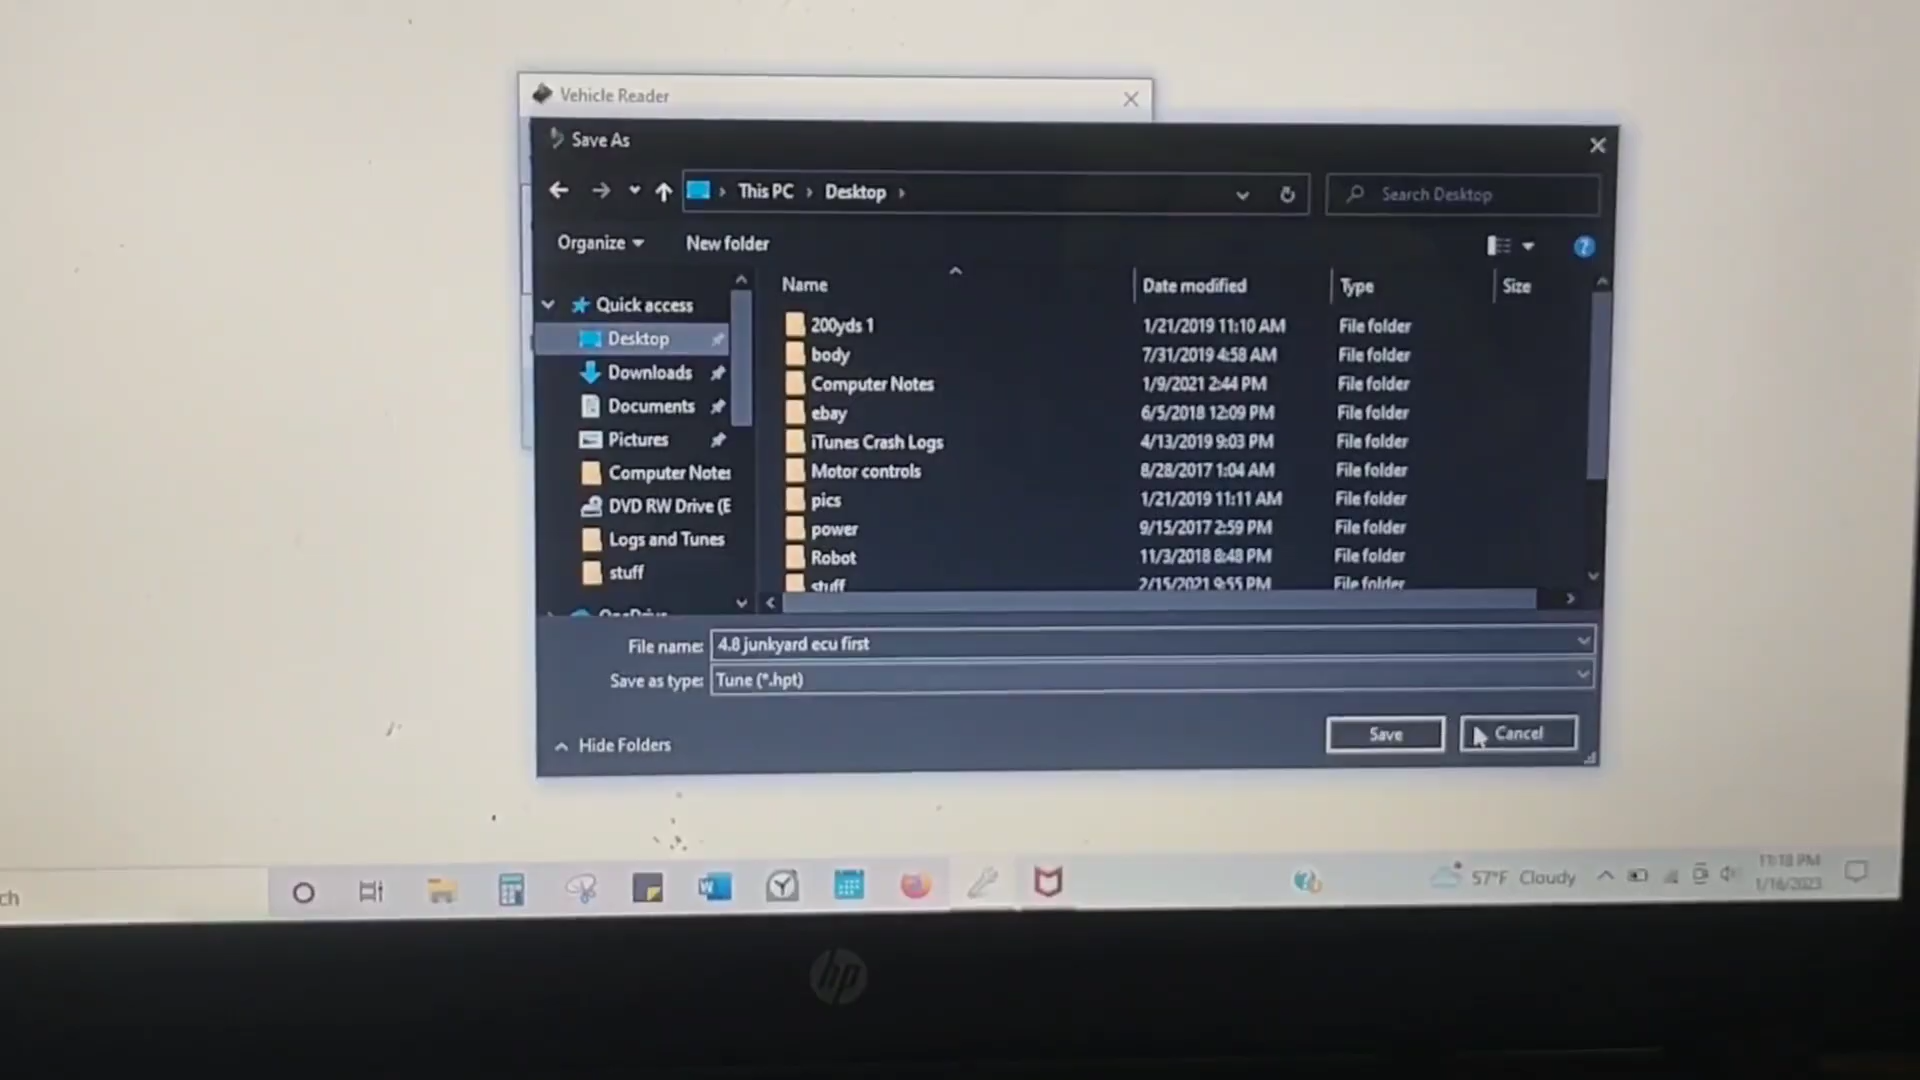 Vehicle Reader
Save As
This PC > Desktop >
Search Desktop
Organize
New folder
Name
Date modified
Type
Size
Quick access
Desktop
Downloads
Documents
Pictures
Computer Notes
DVD RW Drive (E
Logs and Tunes
stuff
OneDrive
200yds 1 1/21/2019 11:10 AM File folder
body 7/31/2019 4:58 AM File folder
Computer Notes 1/9/2021 2:44 PM File folder
ebay 6/5/2018 12:09 PM File folder
iTunes Crash Logs 4/13/2019 9:03 PM File folder
Motor controls 8/28/2017 1:04 AM File folder
pics 1/21/2019 11:11 AM File folder
power 9/15/2017 2:59 PM File folder
Robot 11/3/2018 8:48 PM File folder
stuff 2/15/2021 9:55 PM File folder
File name: 4.8 junkyard ecu first
Save as type: Tune (*.hpt)
Hide Folders
Save
Cancel
ch
57°F Cloudy
11:13 PM
1/16/2023
hp